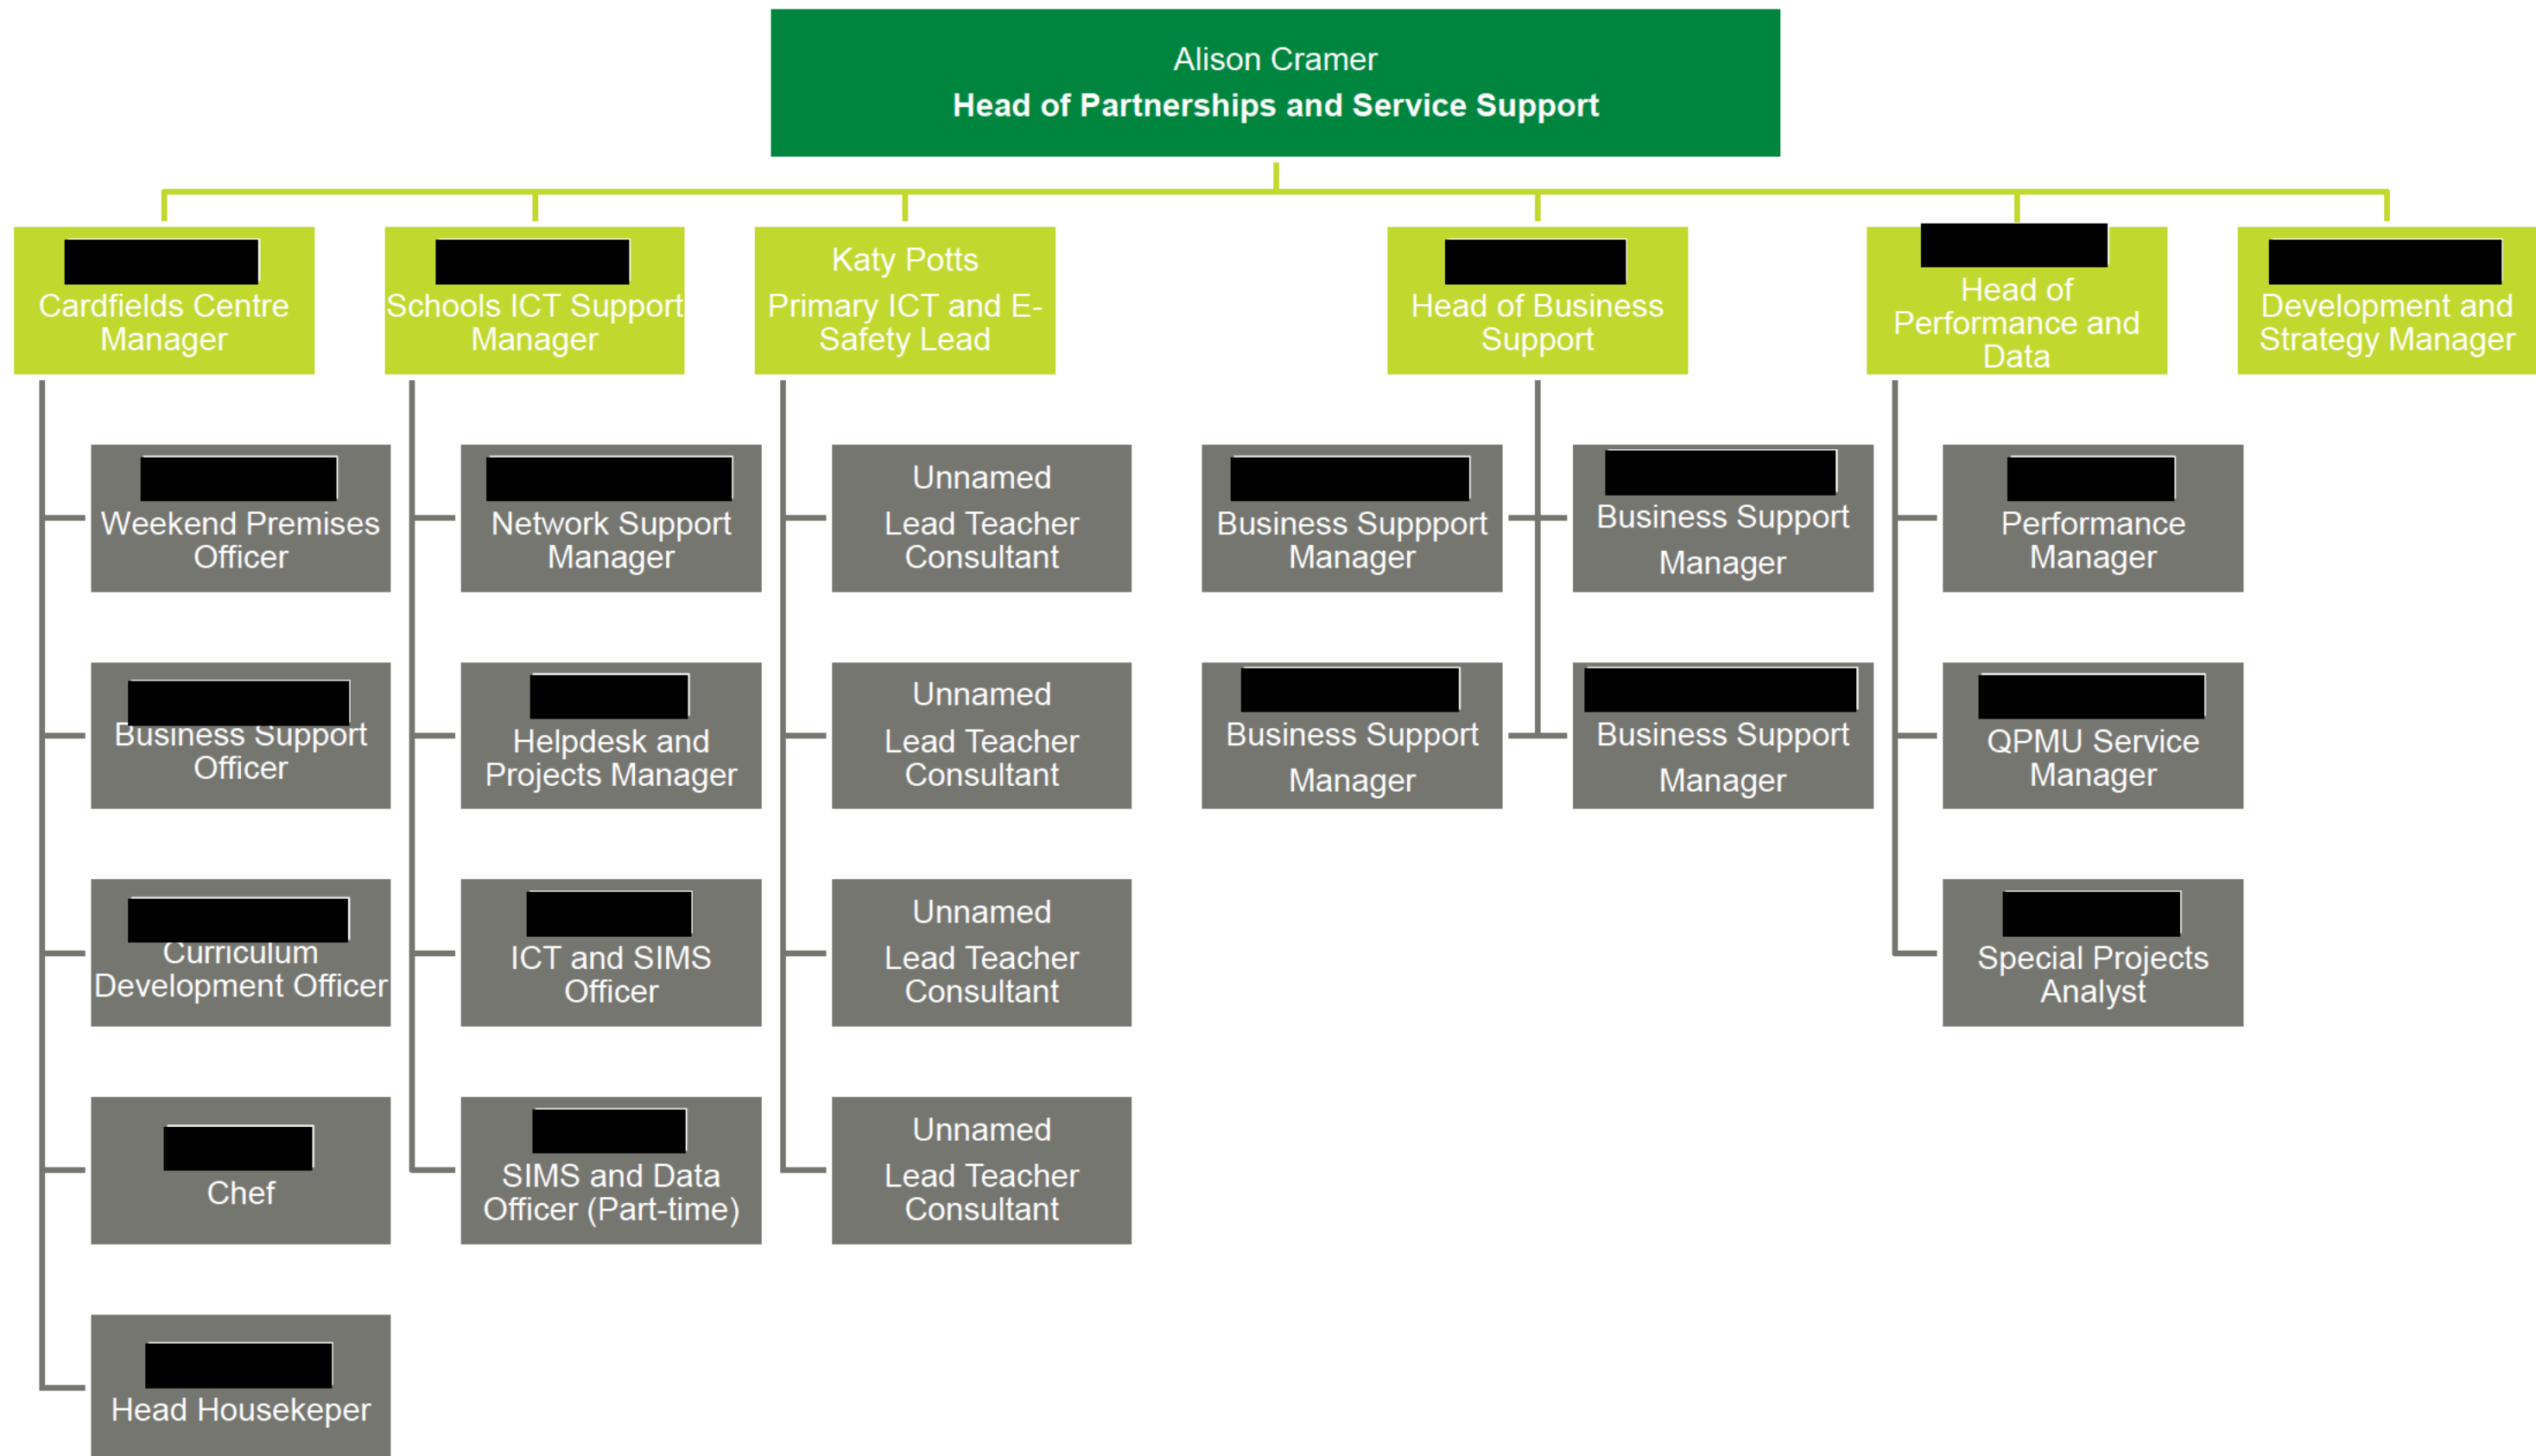 Alison Cramer
Head of Partnerships and Service Support
Cardfields Centre
Manager
Schools ICT Support
Manager
Katy Potts
Primary ICT and E-
Safety Lead
Head of Business
Support
Head of
Performance and
Data
Development and
Strategy Manager
Weekend Premises
Officer
Network Support
Manager
Unnamed
Lead Teacher
Consultant
Business Suppport
Manager
Business Support
Manager
Performance
Manager
Business Support
Officer
Helpdesk and
Projects Manager
Unnamed
Lead Teacher
Consultant
Business Support
Manager
Business Support
Manager
QPMU Service
Manager
Curriculum
Development Officer
ICT and SIMS
Officer
Unnamed
Lead Teacher
Consultant
Special Projects
Analyst
Chef
SIMS and Data
Officer (Part-time)
Unnamed
Lead Teacher
Consultant
Head Housekeper